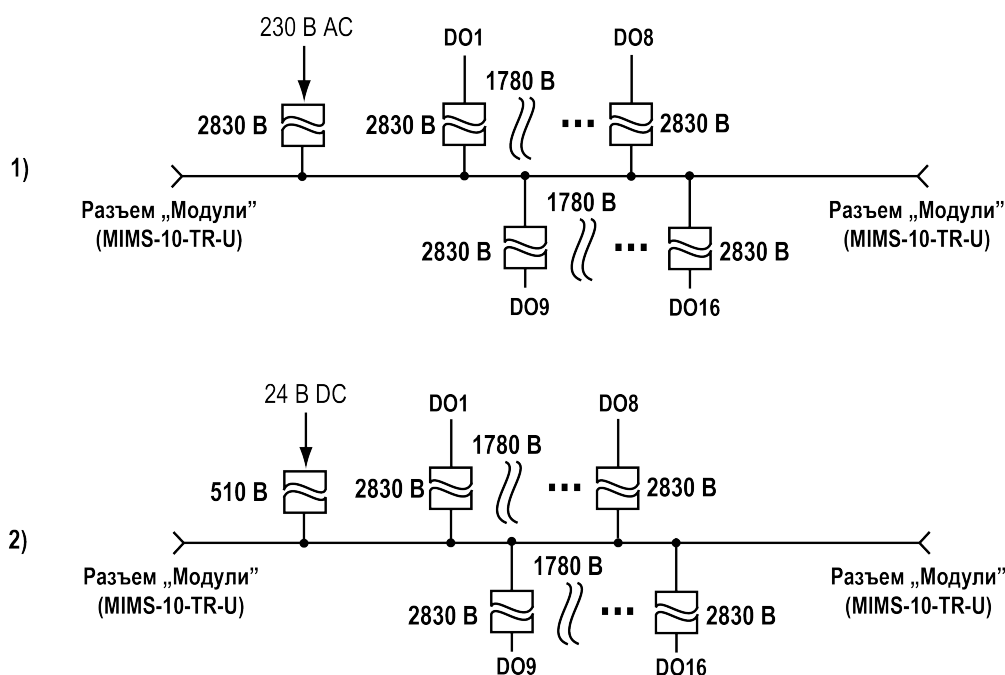 230 В AC
DO1
DO8
1780 В
2830 В
2830 В
...
2830 В
1)
Разъем „Модули”
(MIMS-10-TR-U)
1780 В
Разъем „Модули”
(MIMS-10-TR-U)
2830 В
...
2830 В
DO9
DO16
24 В DC
DO1
DO8
1780 В
510 В
2830 В
...
2830 В
2)
Разъем „Модули”
(MIMS-10-TR-U)
1780 В
Разъем „Модули”
(MIMS-10-TR-U)
2830 В
...
2830 В
DO9
DO16